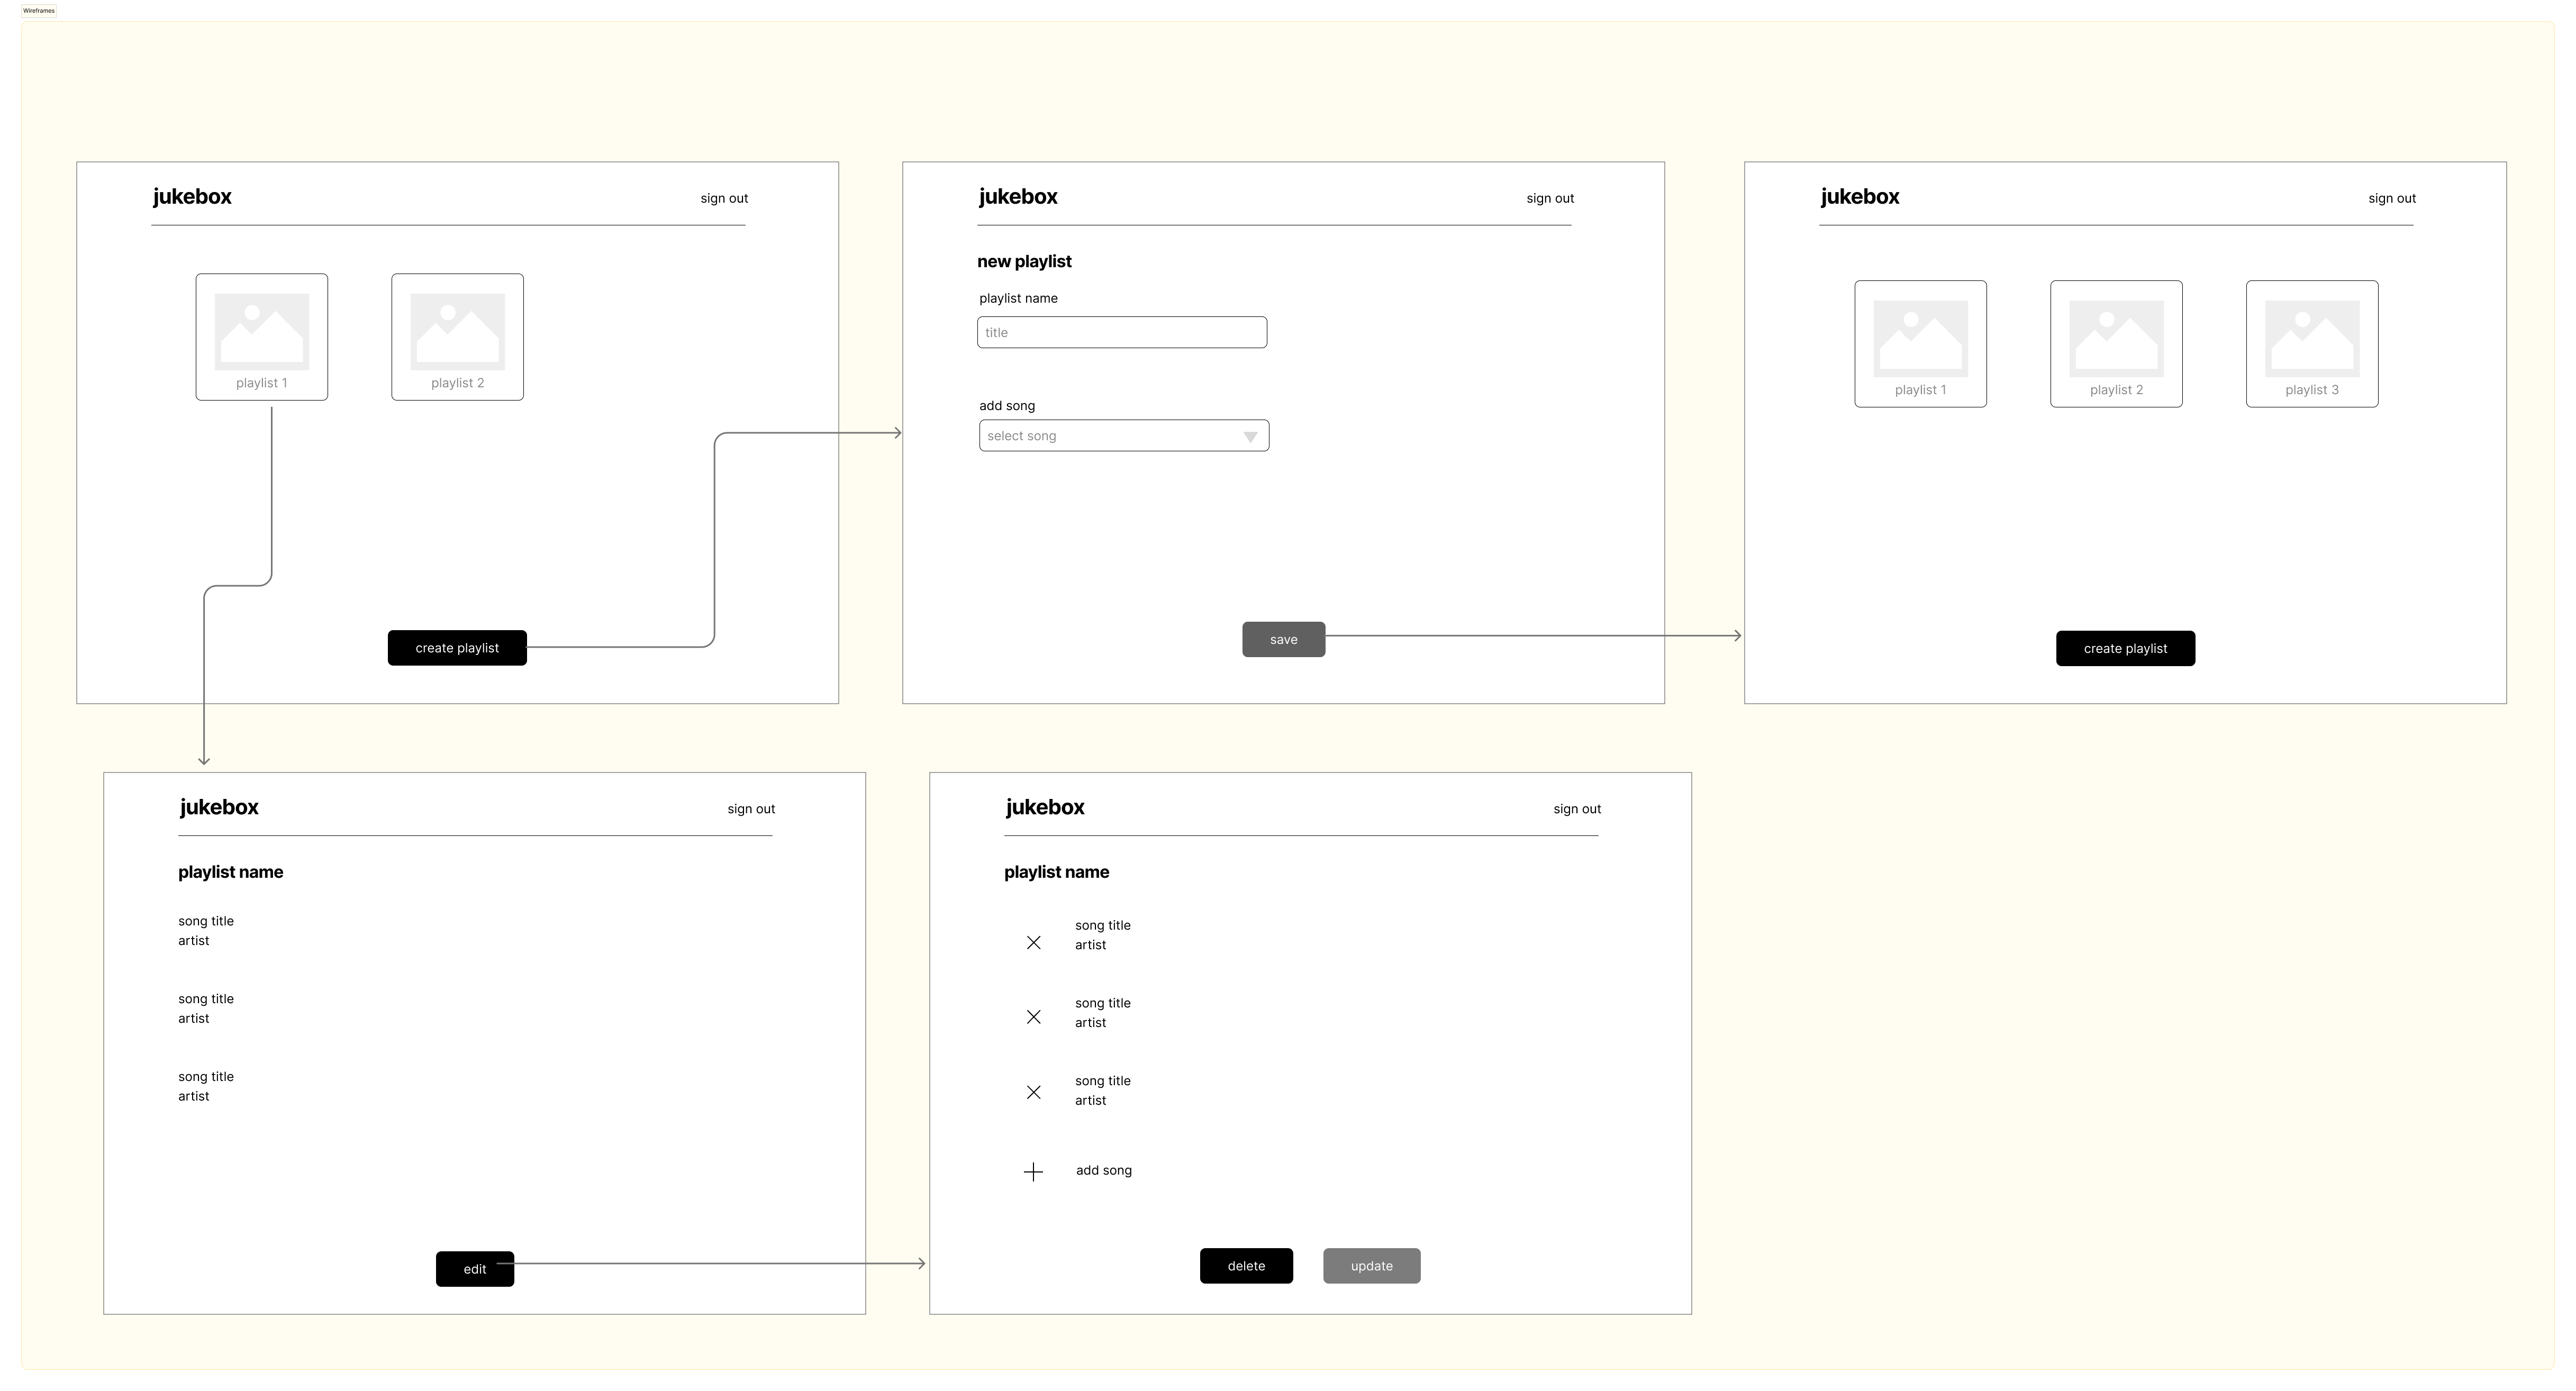 Wireframes
jukebox
sign out
playlist 1
playlist 2
create playlist
jukebox
sign out
new playlist
playlist name
title
add song
select song
save
jukebox
sign out
playlist 1
playlist 2
playlist 3
create playlist
jukebox
sign out
playlist name
song title
artist
song title
artist
song title
artist
edit
jukebox
sign out
playlist name
song title
artist
song title
artist
song title
artist
add song
delete
update